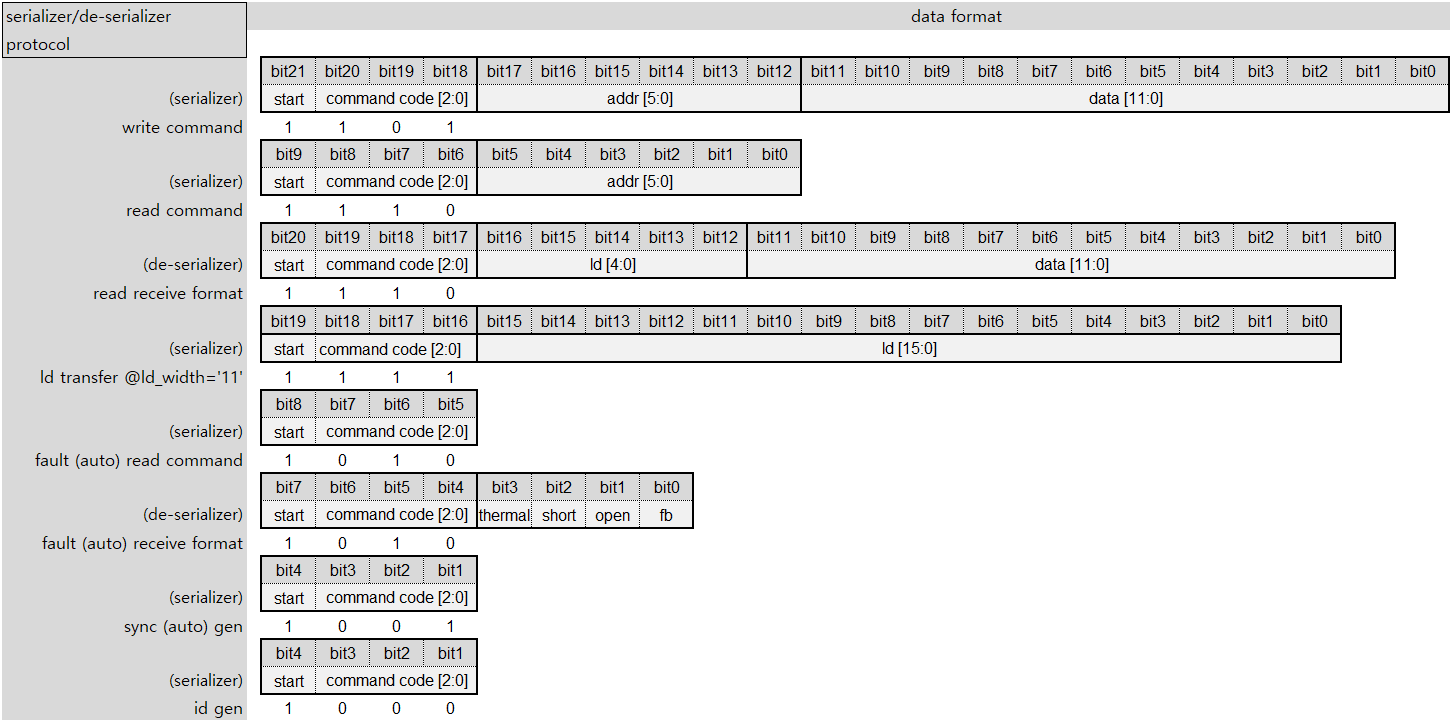 serializer/de-serializer protocol
data format
bit21 bit20 bit19 bit18 bit17 bit16 bit15 bit14 bit13 bit12 bit11 bit10 bit9 bit8 bit7 bit6 bit5 bit4 bit3 bit2 bit1 bit0
(serializer) start command code [2:0] addr [5:0] data [11:0]
write command 1 1 0 1
bit9 bit8 bit7 bit6 bit5 bit4 bit3 bit2 bit1 bit0
(serializer) start command code [2:0] addr [5:0]
read command 1 1 1 0
bit20 bit19 bit18 bit17 bit16 bit15 bit14 bit13 bit12 bit11 bit10 bit9 bit8 bit7 bit6 bit5 bit4 bit3 bit2 bit1 bit0
(de-serializer) start command code [2:0] ld [4:0] data [11:0]
read receive format 1 1 1 0
bit19 bit18 bit17 bit16 bit15 bit14 bit13 bit12 bit11 bit10 bit9 bit8 bit7 bit6 bit5 bit4 bit3 bit2 bit1 bit0
(serializer) start command code [2:0] ld [15:0]
ld transfer @ld_width='11' 1 1 1 1
bit8 bit7 bit6 bit5
(serializer) start command code [2:0]
fault (auto) read command 1 0 1 0
bit7 bit6 bit5 bit4 bit3 bit2 bit1 bit0
(de-serializer) start command code [2:0] thermal short open fb
fault (auto) receive format 1 0 1 0
bit4 bit3 bit2 bit1
(serializer) start command code [2:0]
sync (auto) gen 1 0 0 1
bit4 bit3 bit2 bit1
(serializer) start command code [2:0]
id gen 1 0 0 0